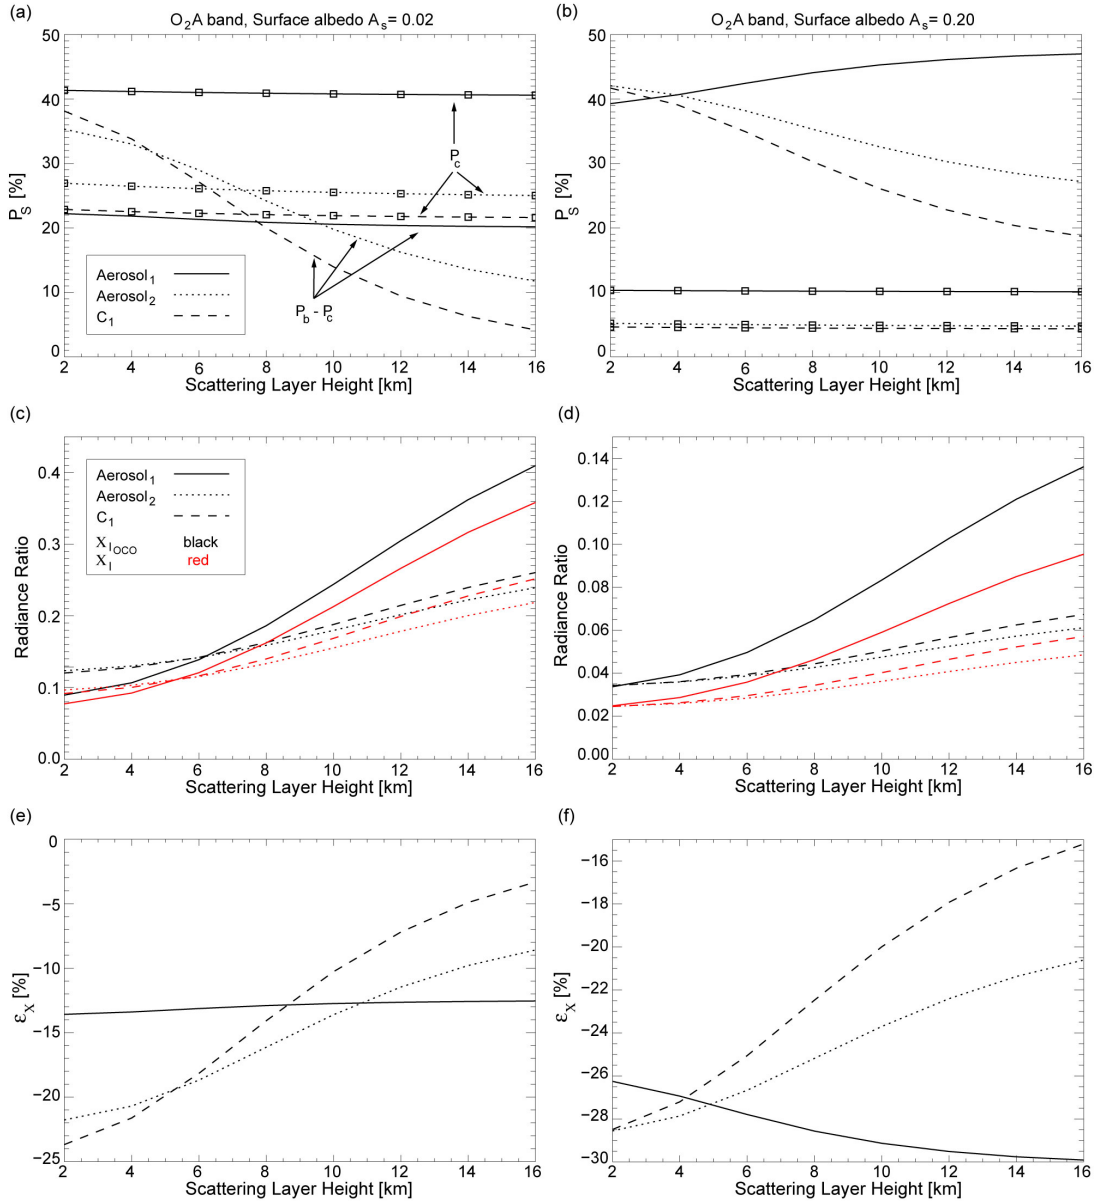 (a)
O2A band, Surface albedo As= 0.02
50
40
30
20
10
0
Ps [%]
Pc
Pb - Pc
Aerosol1
Aerosol2
C1
2 4 6 8 10 12 14 16
Scattering Layer Height [km]
(b)
O2A band, Surface albedo As= 0.20
50
40
30
20
10
0
Ps [%]
2 4 6 8 10 12 14 16
Scattering Layer Height [km]
(c)
0.4
0.3
0.2
0.1
0.0
Radiance Ratio
Aerosol1
Aerosol2
C1
XIOCO black
XI red
2 4 6 8 10 12 14 16
Scattering Layer Height [km]
(d)
0.14
0.12
0.10
0.08
0.06
0.04
0.02
0.00
Radiance Ratio
2 4 6 8 10 12 14 16
Scattering Layer Height [km]
(e)
0
−5
−10
−15
−20
−25
εX [%]
2 4 6 8 10 12 14 16
Scattering Layer Height [km]
(f)
−16
−18
−20
−22
−24
−26
−28
−30
εX [%]
2 4 6 8 10 12 14 16
Scattering Layer Height [km]